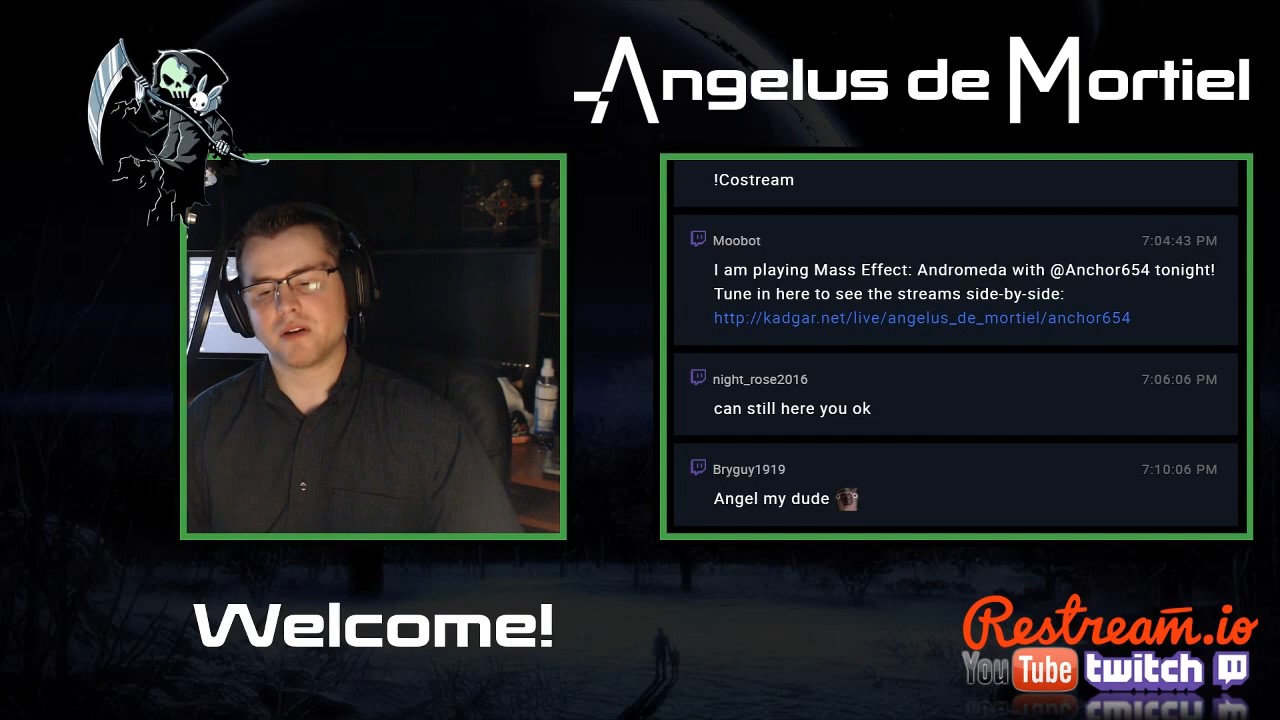 Angelus de Mortiel
!Costream
Moobot 7:04:43 PM
I am playing Mass Effect: Andromeda with @Anchor654 tonight!
Tune in here to see the streams side-by-side:
http://kadgar.net/live/angelus_de_mortiel/anchor654
night_rose2016 7:06:06 PM
can still here you ok
Bryguy1919 7:10:06 PM
Angel my dude
Welcome!
Restream.io
YouTube twitch